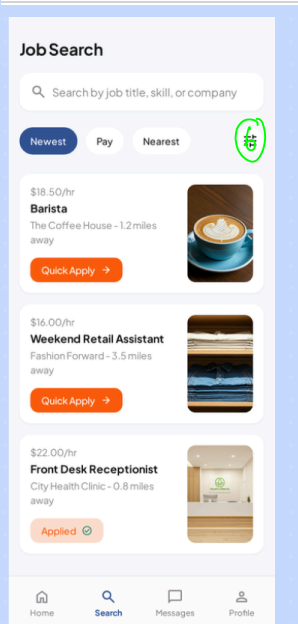 Job Search
Search by job title, skill, or company
Newest Pay Nearest
$18.50/hr
Barista
The Coffee House - 1.2 miles
away
Quick Apply →
$16.00/hr
Weekend Retail Assistant
Fashion Forward - 3.5 miles
away
Quick Apply →
$22.00/hr
Front Desk Receptionist
City Health Clinic - 0.8 miles
away
Applied
Home Search Messages Profile